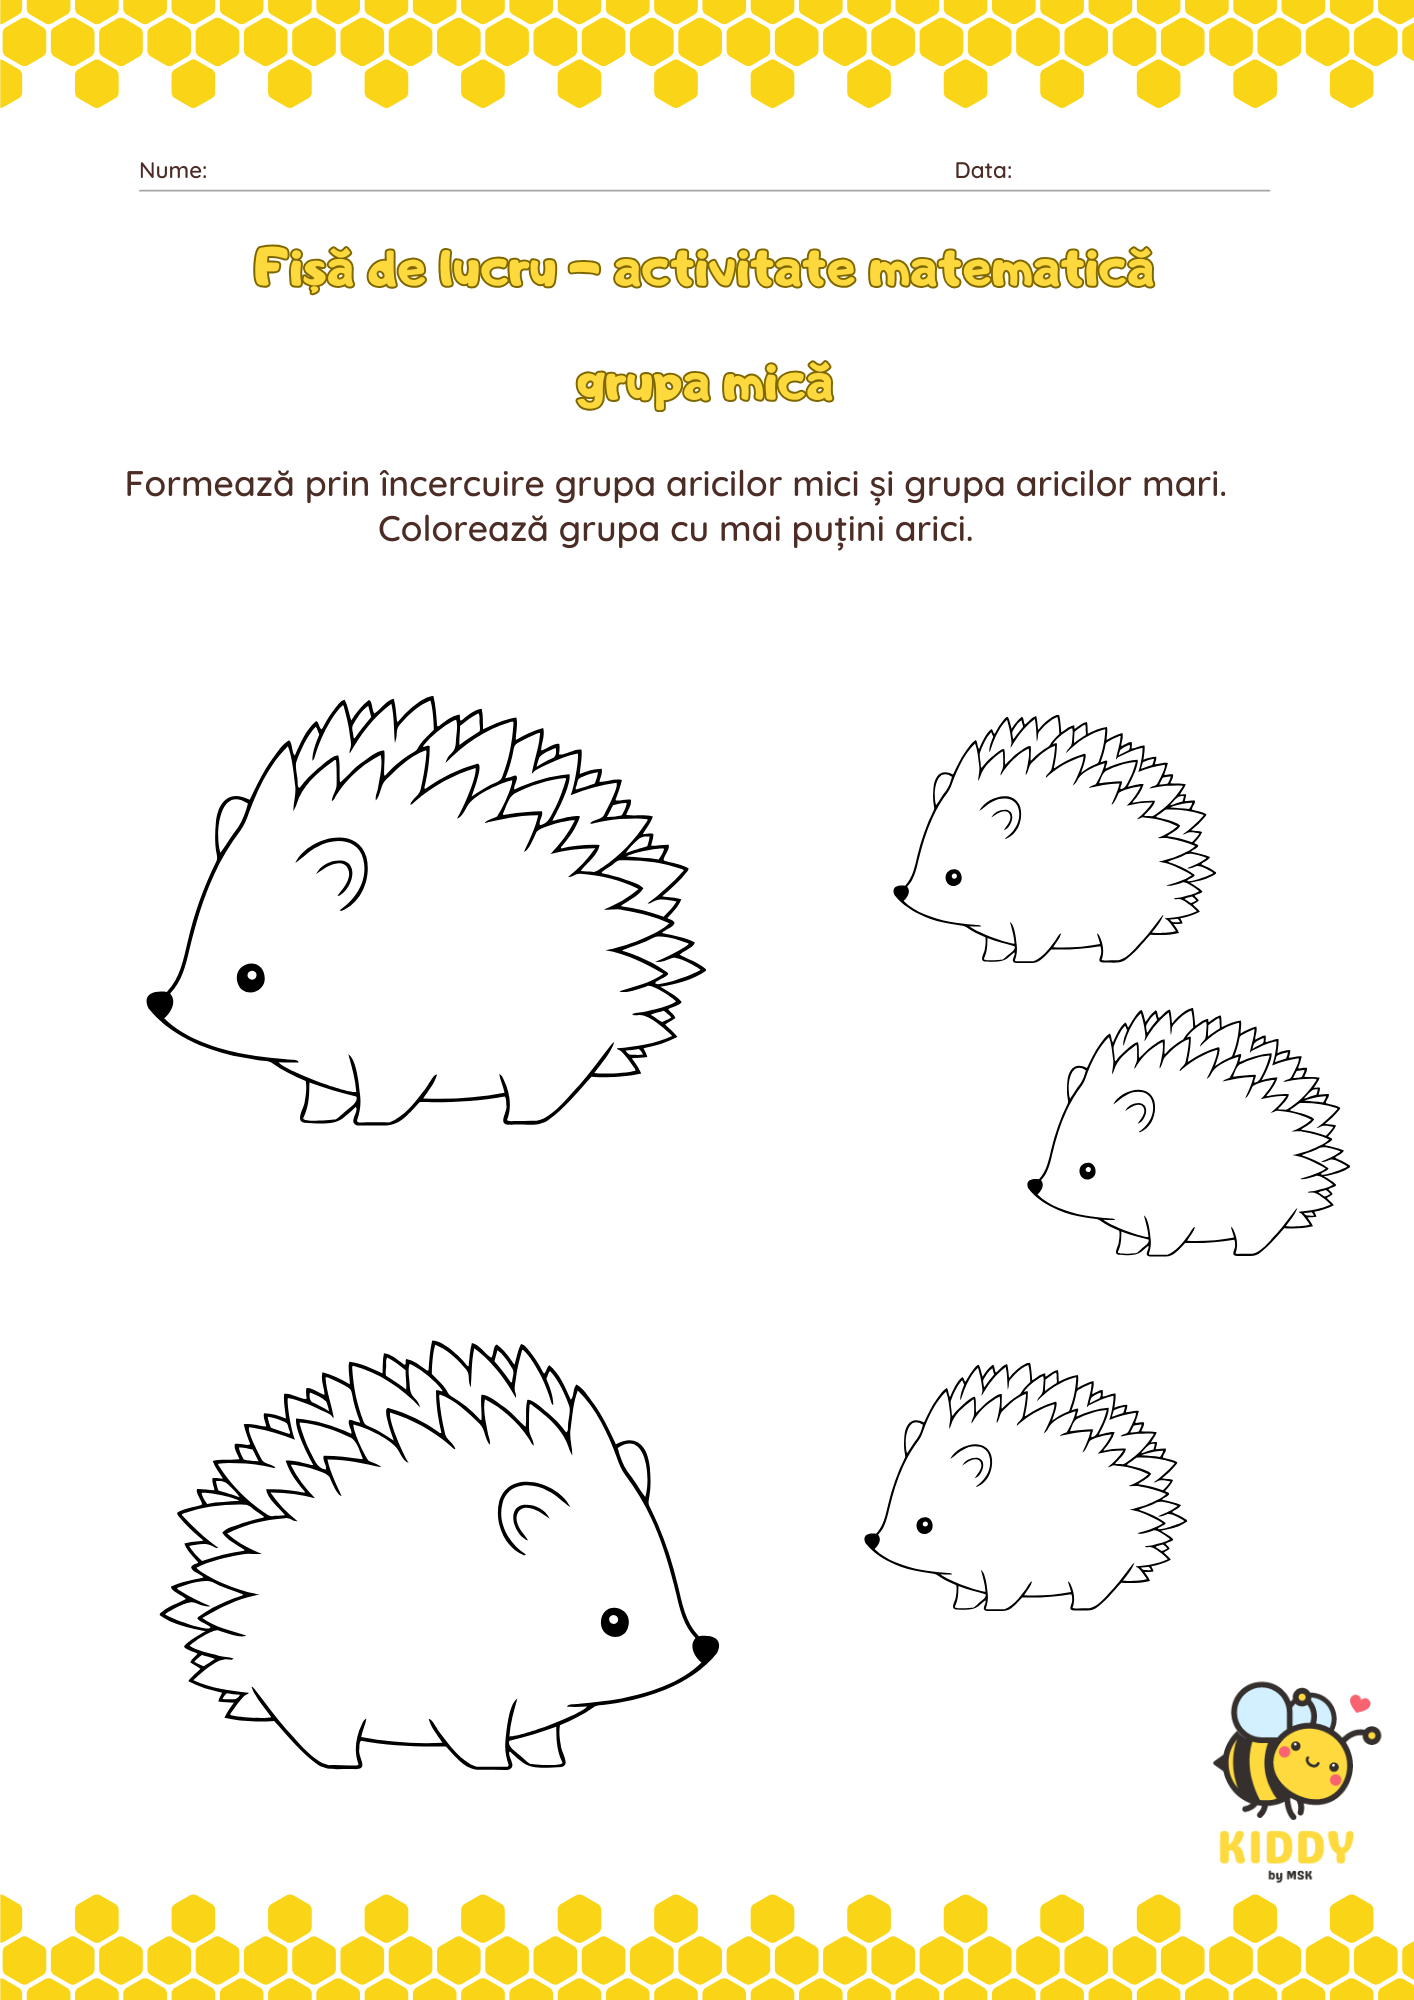 Nume: Data:
Fișă de lucru - activitate matematică
grupa mică
Formează prin încercuire grupa aricilor mici și grupa aricilor mari.
Colorează grupa cu mai puțini arici.
KIDDY
by MSK